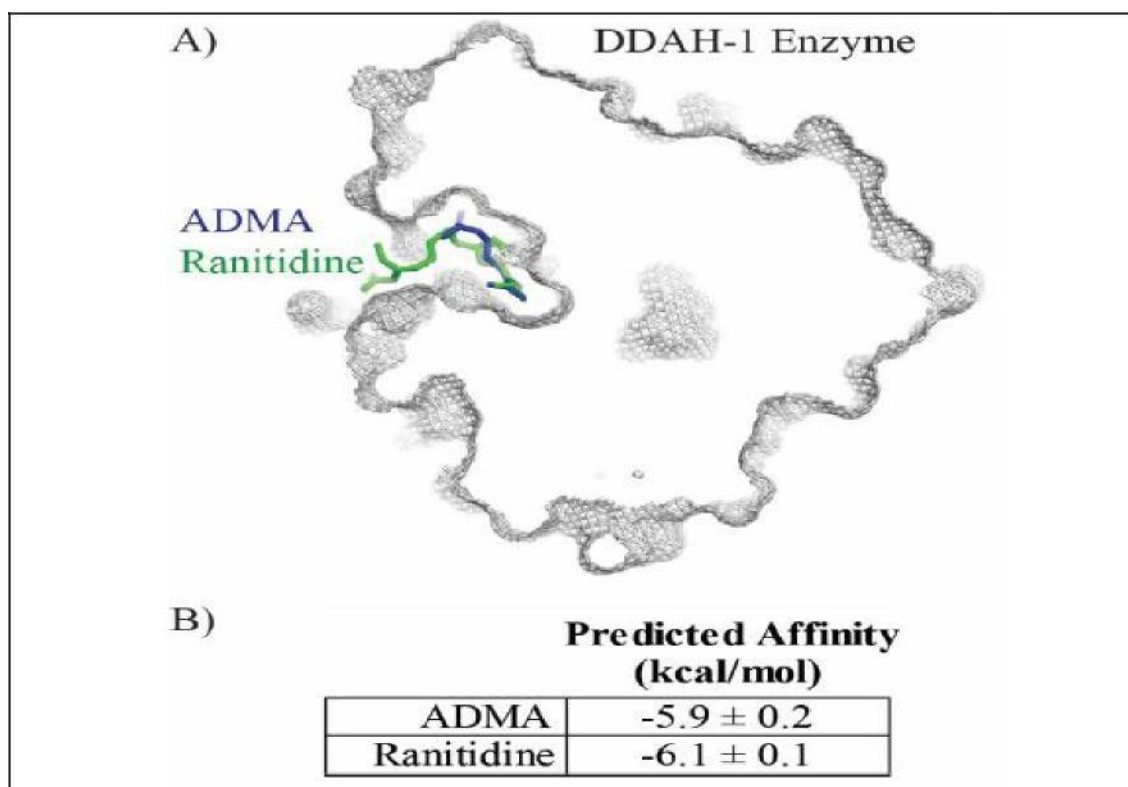 A)
DDAH-1 Enzyme
ADMA
Ranitidine
B)
Predicted Affinity
(kcal/mol)
ADMA -5.9 ± 0.2
Ranitidine -6.1 ± 0.1